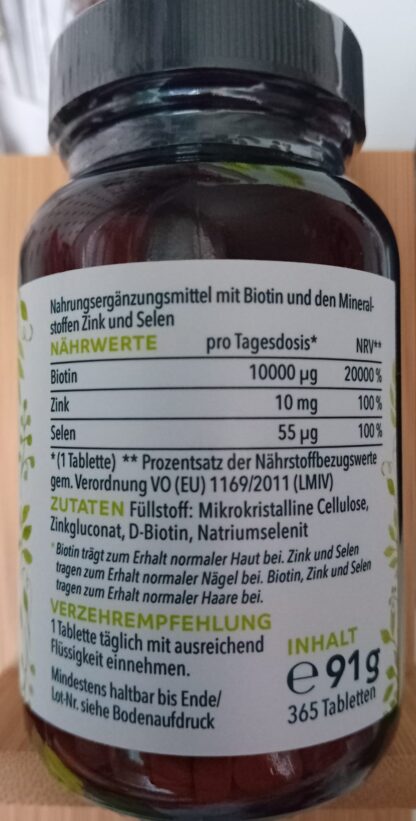 Nahrungsergänzungsmittel mit Biotin und den Mineral-
stoffen Zink und Selen
NÄHRWERTE pro Tagesdosis* NRV**
Biotin 10000 µg 20000 %
Zink 10 mg 100 %
Selen 55 µg 100 %
* (1 Tablette) ** Prozentsatz der Nährstoffbezugswerte
gem. Verordnung VO (EU) 1169/2011 (LMIV)
ZUTATEN Füllstoff: Mikrokristalline Cellulose,
Zinkgluconat, D-Biotin, Natriumselenit
* Biotin trägt zum Erhalt normaler Haut bei. Zink und Selen
tragen zum Erhalt normaler Nägel bei. Biotin, Zink und Selen
tragen zum Erhalt normaler Haare bei.
VERZEHREMPFEHLUNG
1 Tablette täglich mit ausreichend
Flüssigkeit einnehmen.
Mindestens haltbar bis Ende/
Lot-Nr. siehe Bodenaufdruck
INHALT
℮ 91g
365 Tabletten